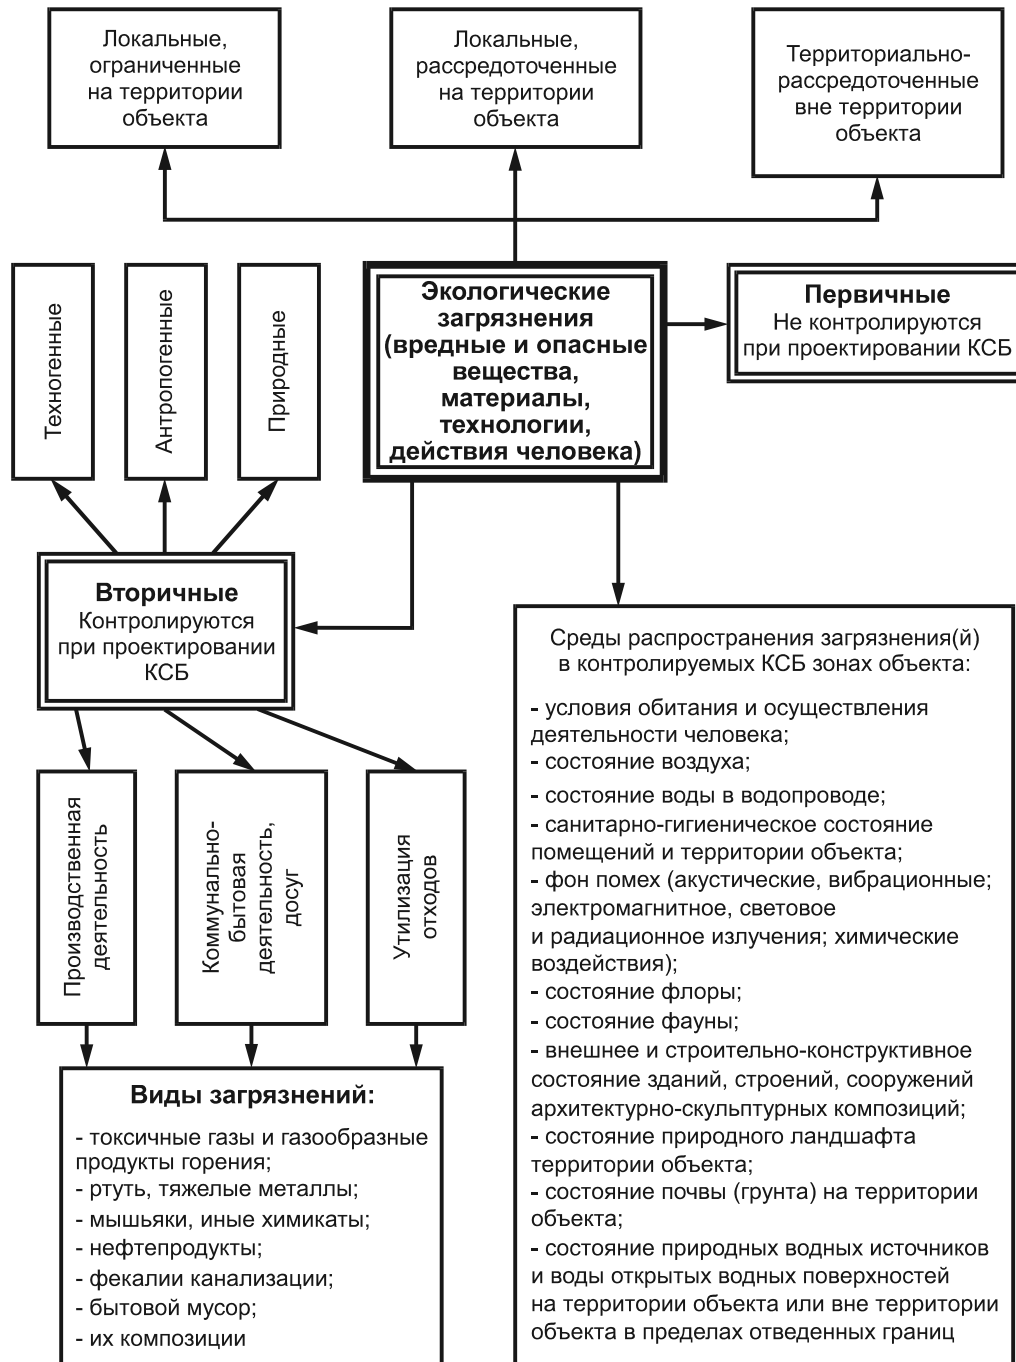 Локальные,
ограниченные
на территории
объекта
Локальные,
рассредоточенные
на территории
объекта
Территориально-
рассредоточенные
вне территории
объекта
Техногенные
Антропогенные
Природные
Экологические
загрязнения
(вредные и опасные
вещества,
материалы,
технологии,
действия человека)
Первичные
Не контролируются
при проектировании КСБ
Вторичные
Контролируются
при проектировании
КСБ
Производственная
деятельность
Коммунально-
бытовая
деятельность,
досуг
Утилизация
отходов
Виды загрязнений:
- токсичные газы и газообразные
продукты горения;
- ртуть, тяжелые металлы;
- мышьяки, иные химикаты;
- нефтепродукты;
- фекалии канализации;
- бытовой мусор;
- их композиции
Среды распространения загрязнения(й)
в контролируемых КСБ зонах объекта:
- условия обитания и осуществления
деятельности человека;
- состояние воздуха;
- состояние воды в водопроводе;
- санитарно-гигиеническое состояние
помещений и территории объекта;
- фон помех (акустические, вибрационные;
электромагнитное, световое
и радиационное излучения; химические
воздействия);
- состояние флоры;
- состояние фауны;
- внешнее и строительно-конструктивное
состояние зданий, строений, сооружений
архитектурно-скульптурных композиций;
- состояние природного ландшафта
территории объекта;
- состояние почвы (грунта) на территории
объекта;
- состояние природных водных источников
и воды открытых водных поверхностей
на территории объекта или вне территории
объекта в пределах отведенных границ